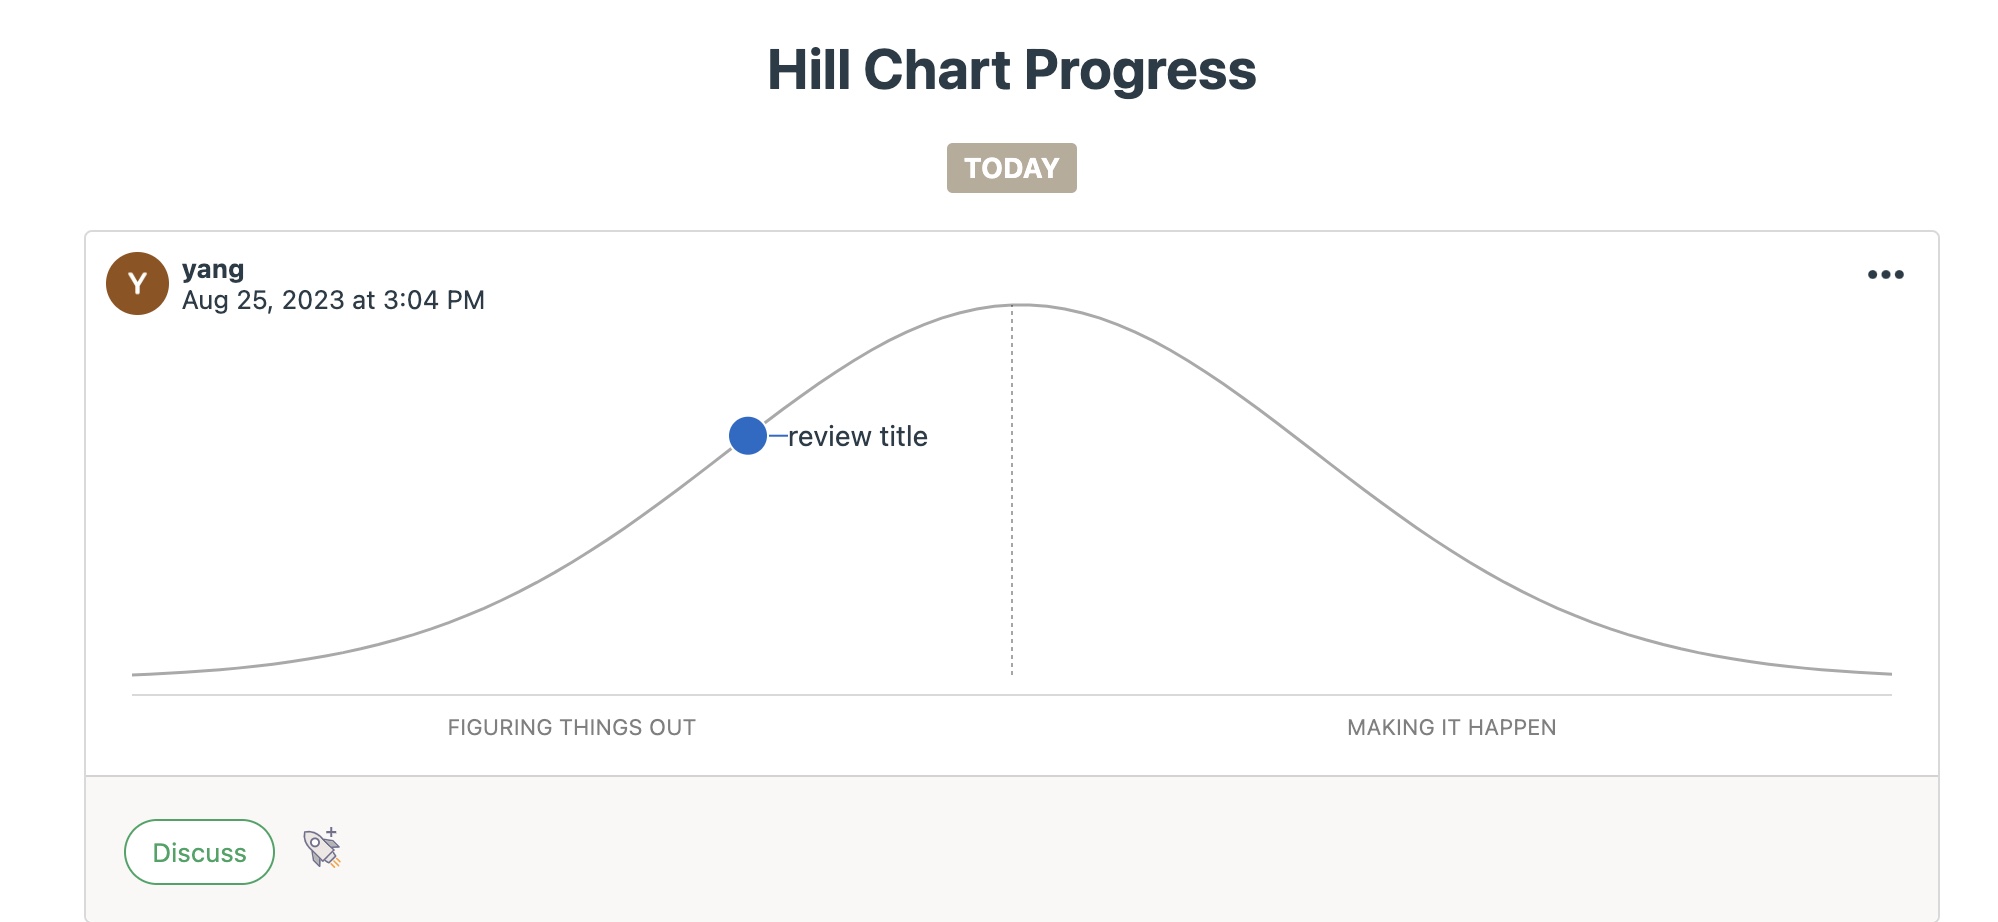 Hill Chart Progress
TODAY
Y
yang
Aug 25, 2023 at 3:04 PM
review title
FIGURING THINGS OUT
MAKING IT HAPPEN
Discuss